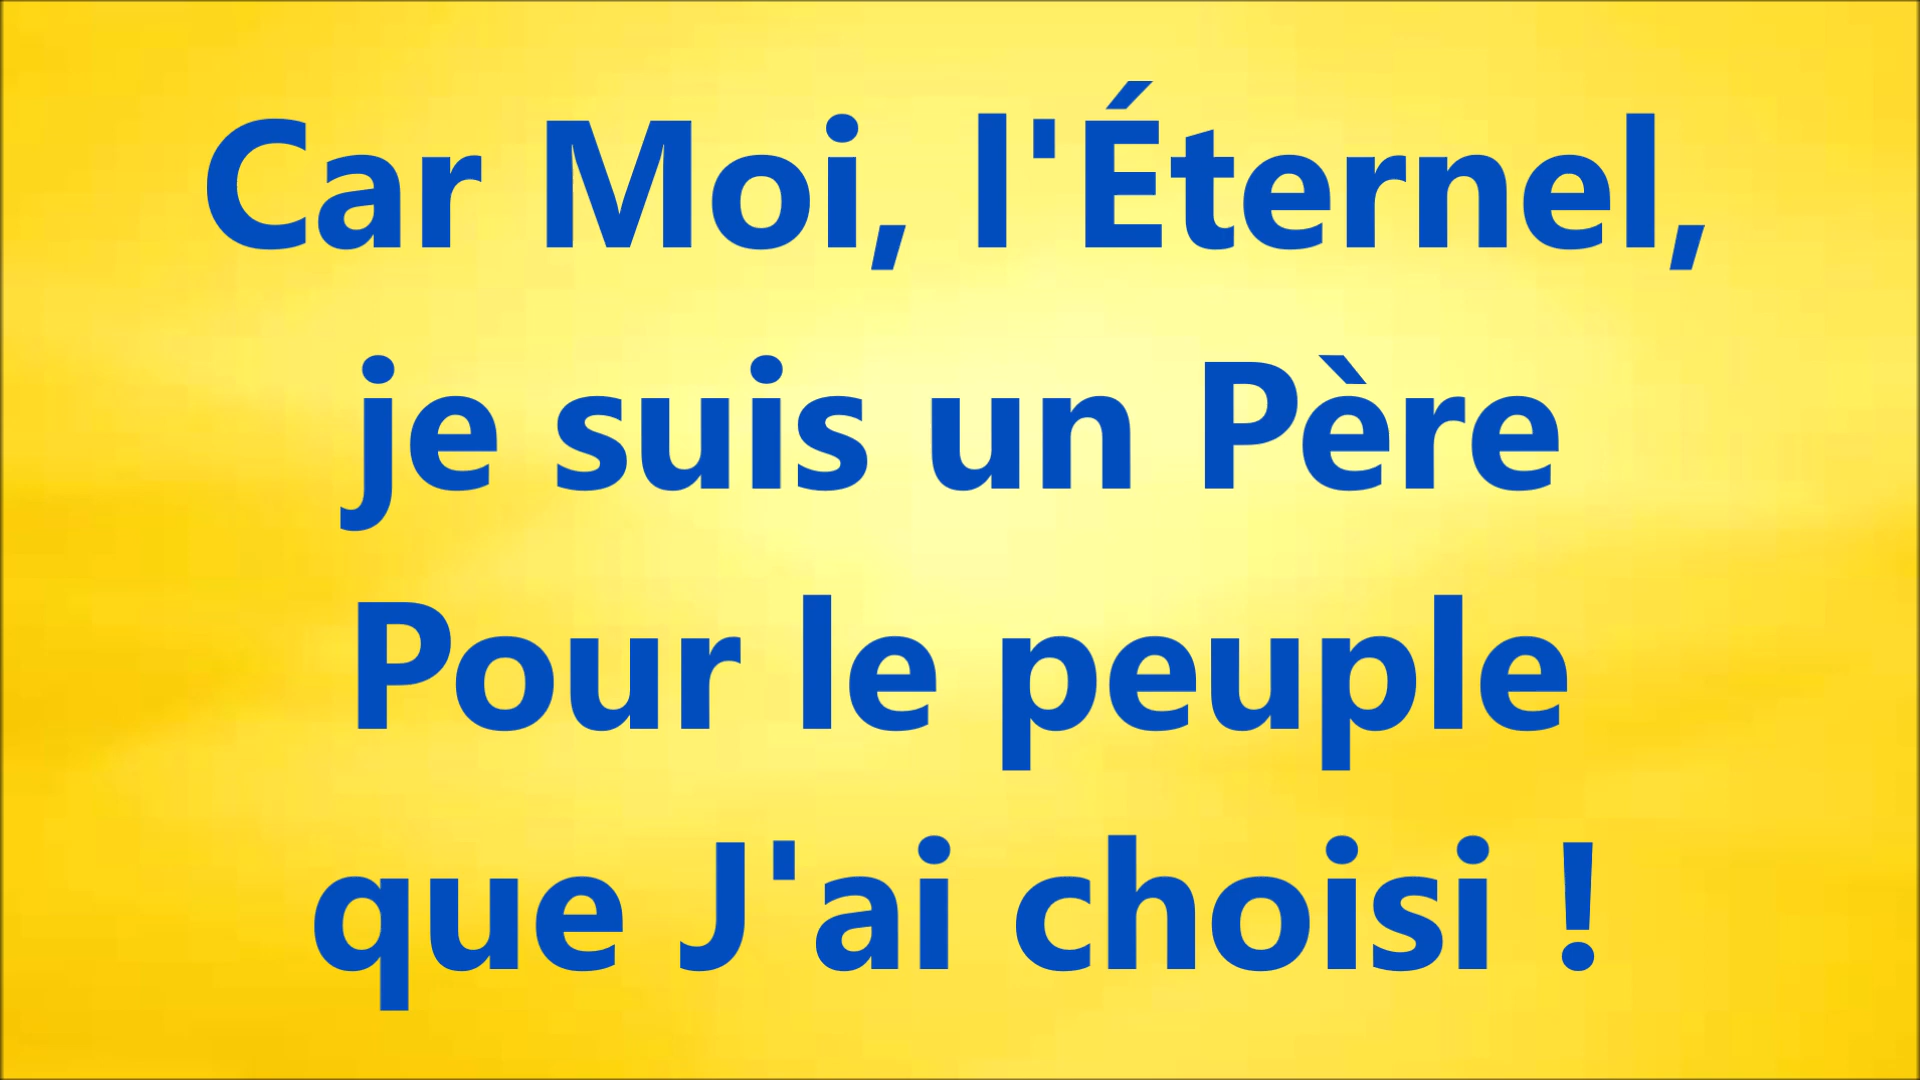 Car Moi, l'Éternel,
je suis un Père
Pour le peuple
que J'ai choisi !